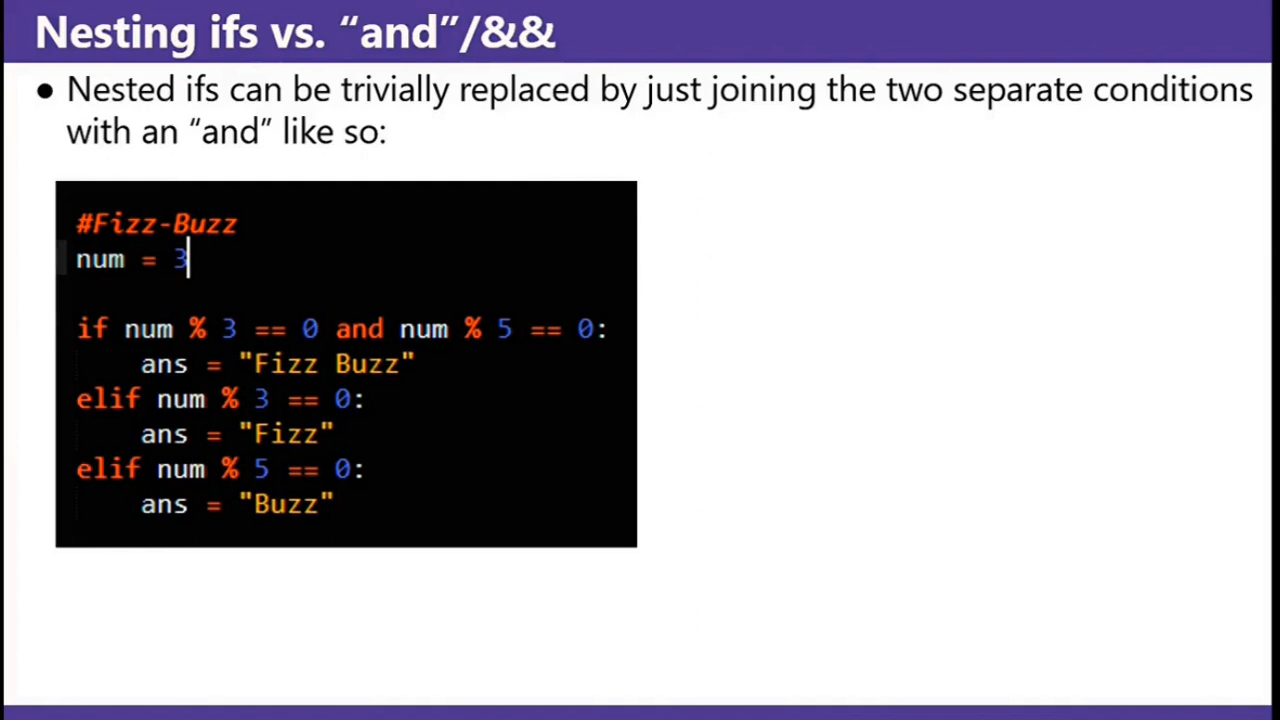 Nesting ifs vs. “and”/&&
● Nested ifs can be trivially replaced by just joining the two separate conditions
with an “and” like so:
#Fizz-Buzz
num = 3
if num % 3 == 0 and num % 5 == 0:
    ans = "Fizz Buzz"
elif num % 3 == 0:
    ans = "Fizz"
elif num % 5 == 0:
    ans = "Buzz"